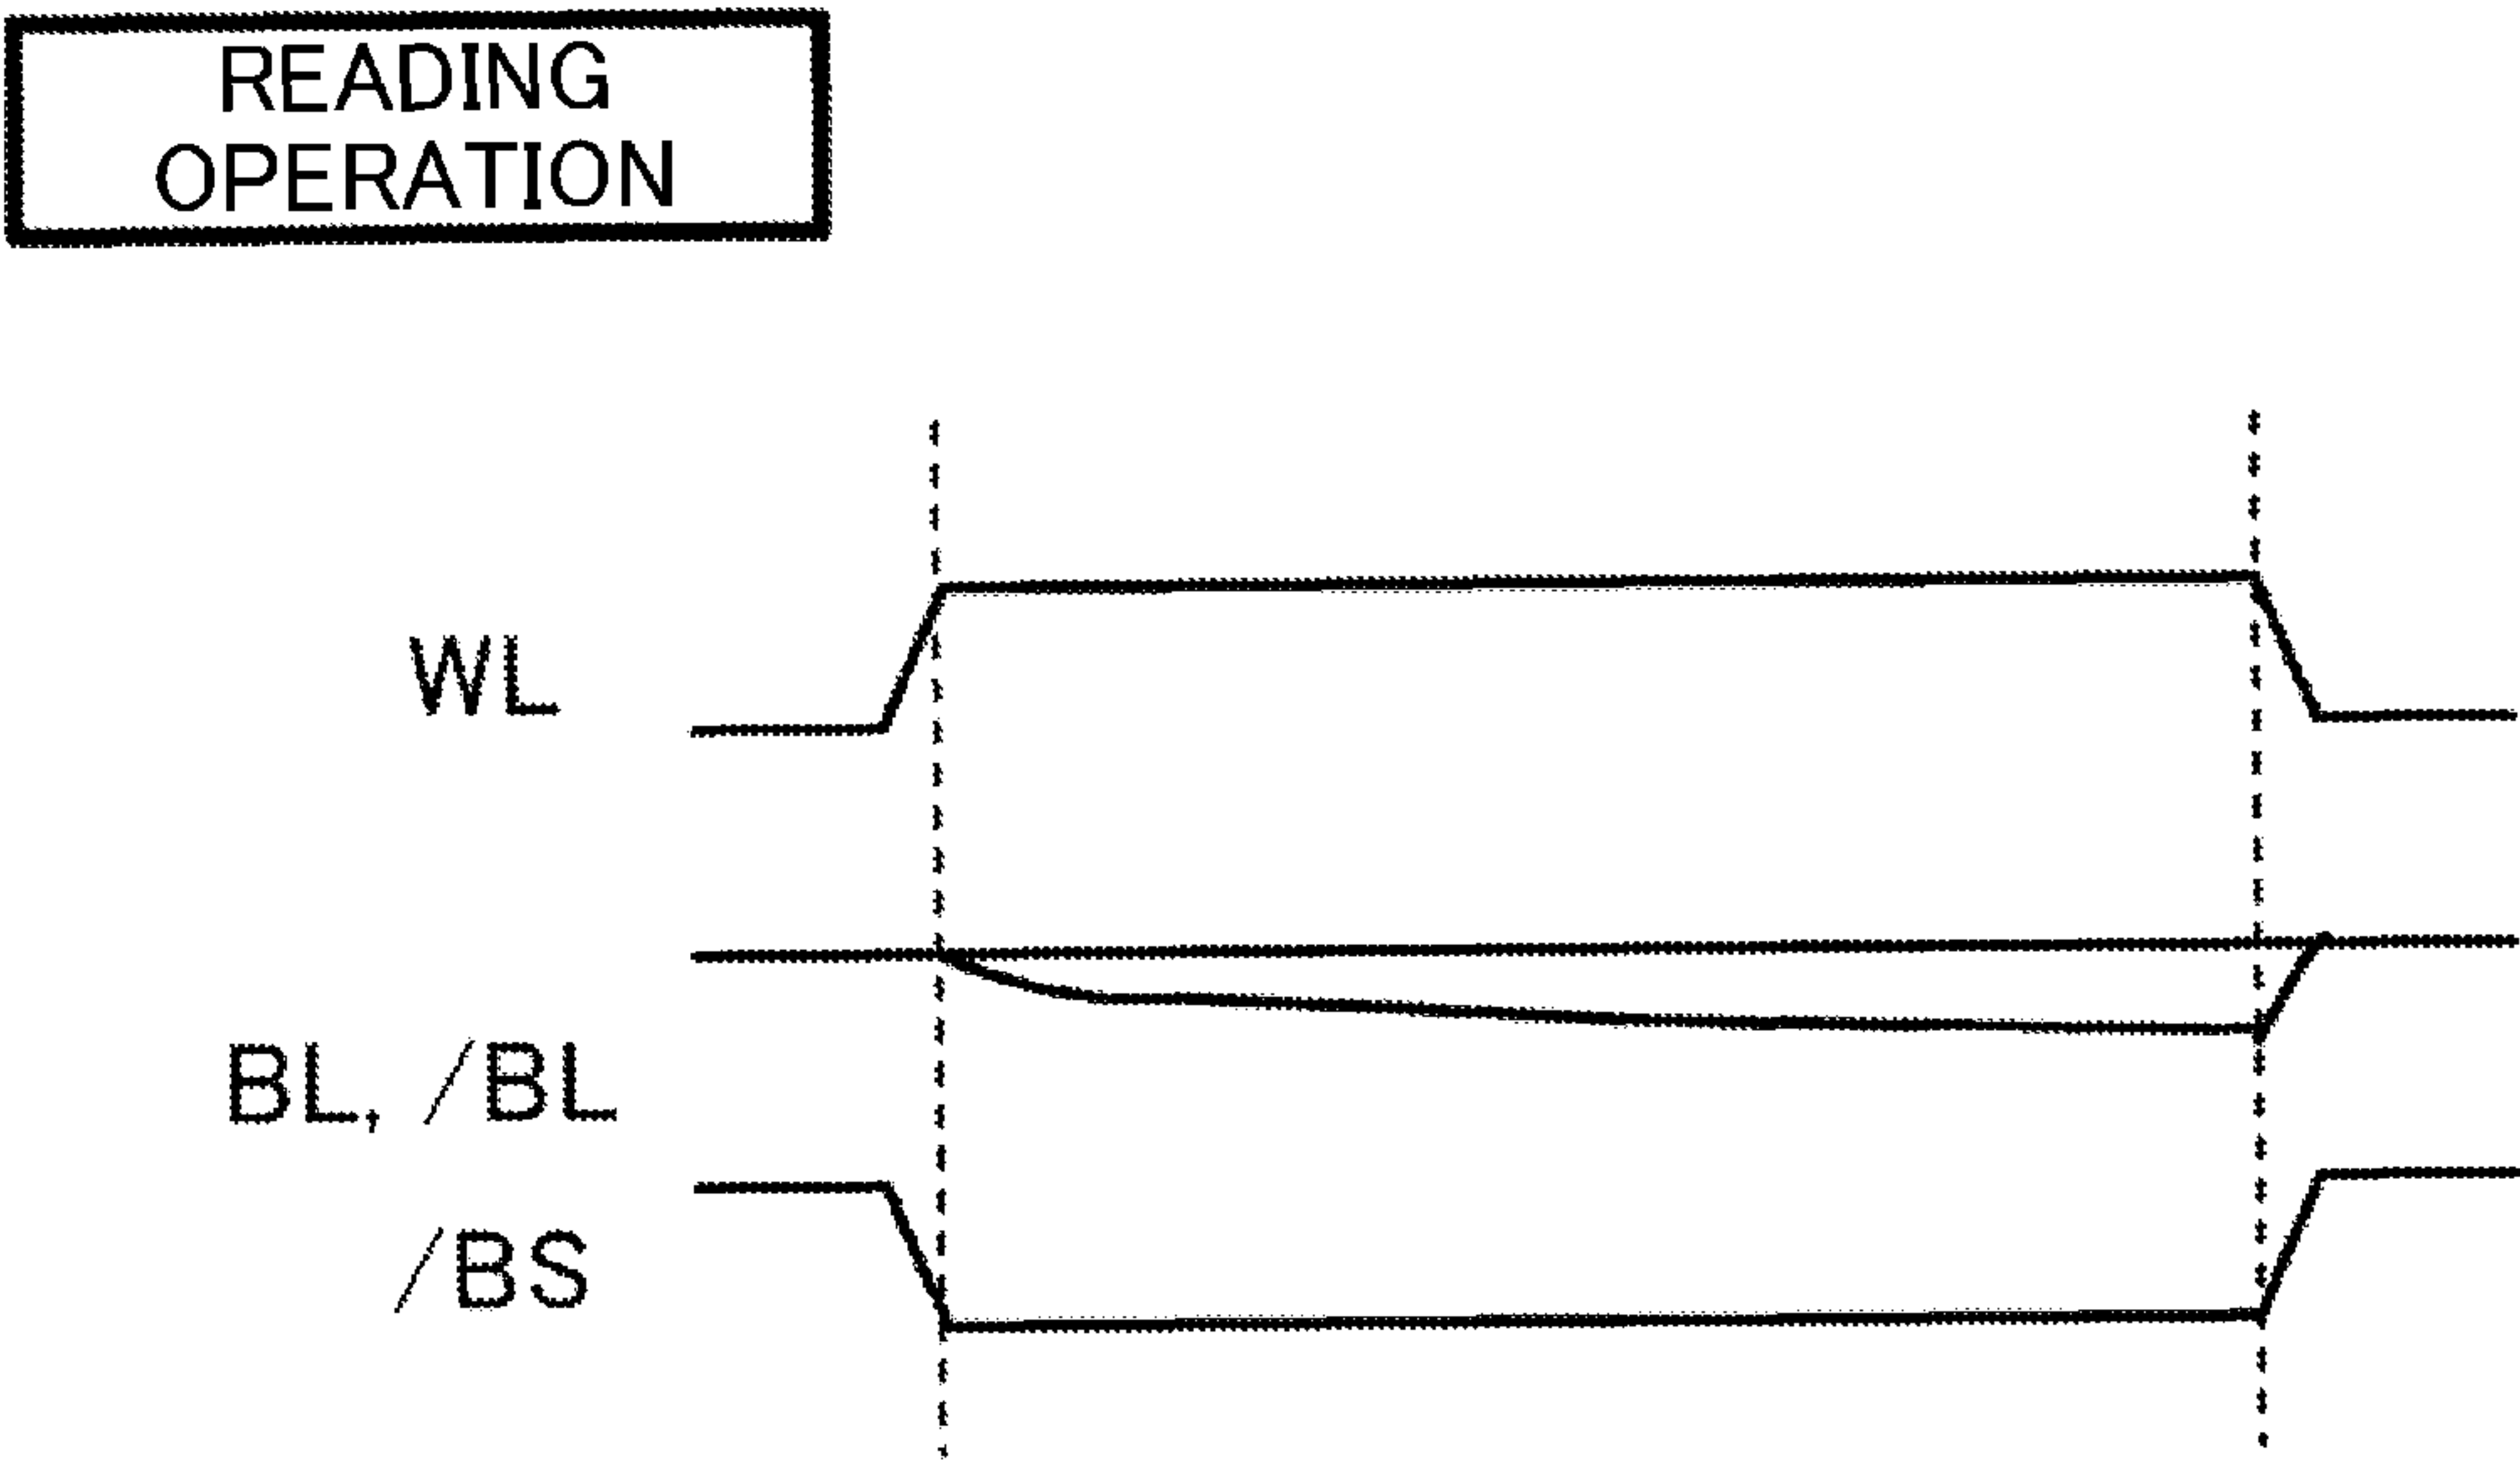 READING
OPERATION
WL
BL, /BL
/BS